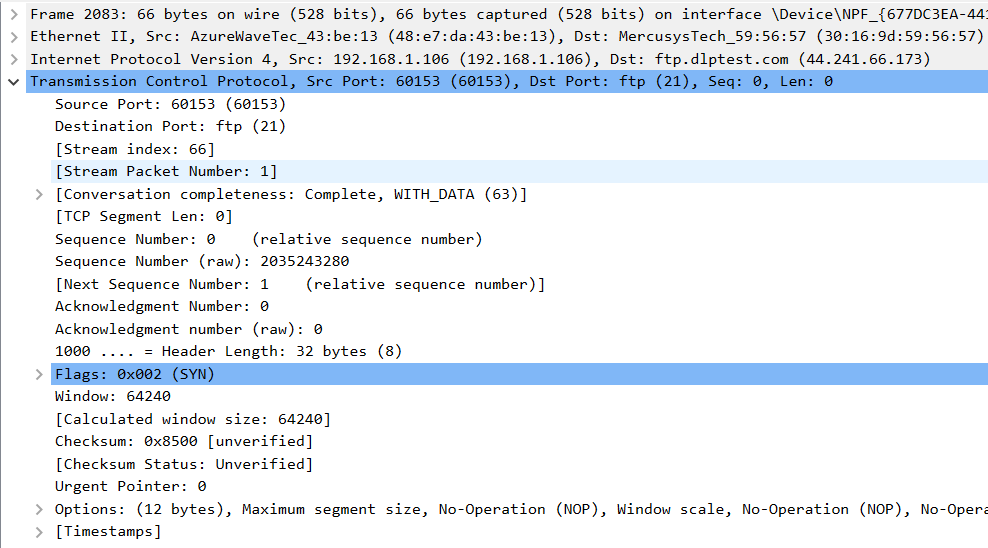 Frame 2083: 66 bytes on wire (528 bits), 66 bytes captured (528 bits) on interface \Device\NPF_{677DC3EA-441
Ethernet II, Src: AzureWaveTec_43:be:13 (48:e7:da:43:be:13), Dst: MercusysTech_59:56:57 (30:16:9d:59:56:57)
Internet Protocol Version 4, Src: 192.168.1.106 (192.168.1.106), Dst: ftp.dlptest.com (44.241.66.173)
Transmission Control Protocol, Src Port: 60153 (60153), Dst Port: ftp (21), Seq: 0, Len: 0
Source Port: 60153 (60153)
Destination Port: ftp (21)
[Stream index: 66]
[Stream Packet Number: 1]
[Conversation completeness: Complete, WITH_DATA (63)]
[TCP Segment Len: 0]
Sequence Number: 0    (relative sequence number)
Sequence Number (raw): 2035243280
[Next Sequence Number: 1    (relative sequence number)]
Acknowledgment Number: 0
Acknowledgment number (raw): 0
1000 .... = Header Length: 32 bytes (8)
Flags: 0x002 (SYN)
Window: 64240
[Calculated window size: 64240]
Checksum: 0x8500 [unverified]
[Checksum Status: Unverified]
Urgent Pointer: 0
Options: (12 bytes), Maximum segment size, No-Operation (NOP), Window scale, No-Operation (NOP), No-Opera
[Timestamps]